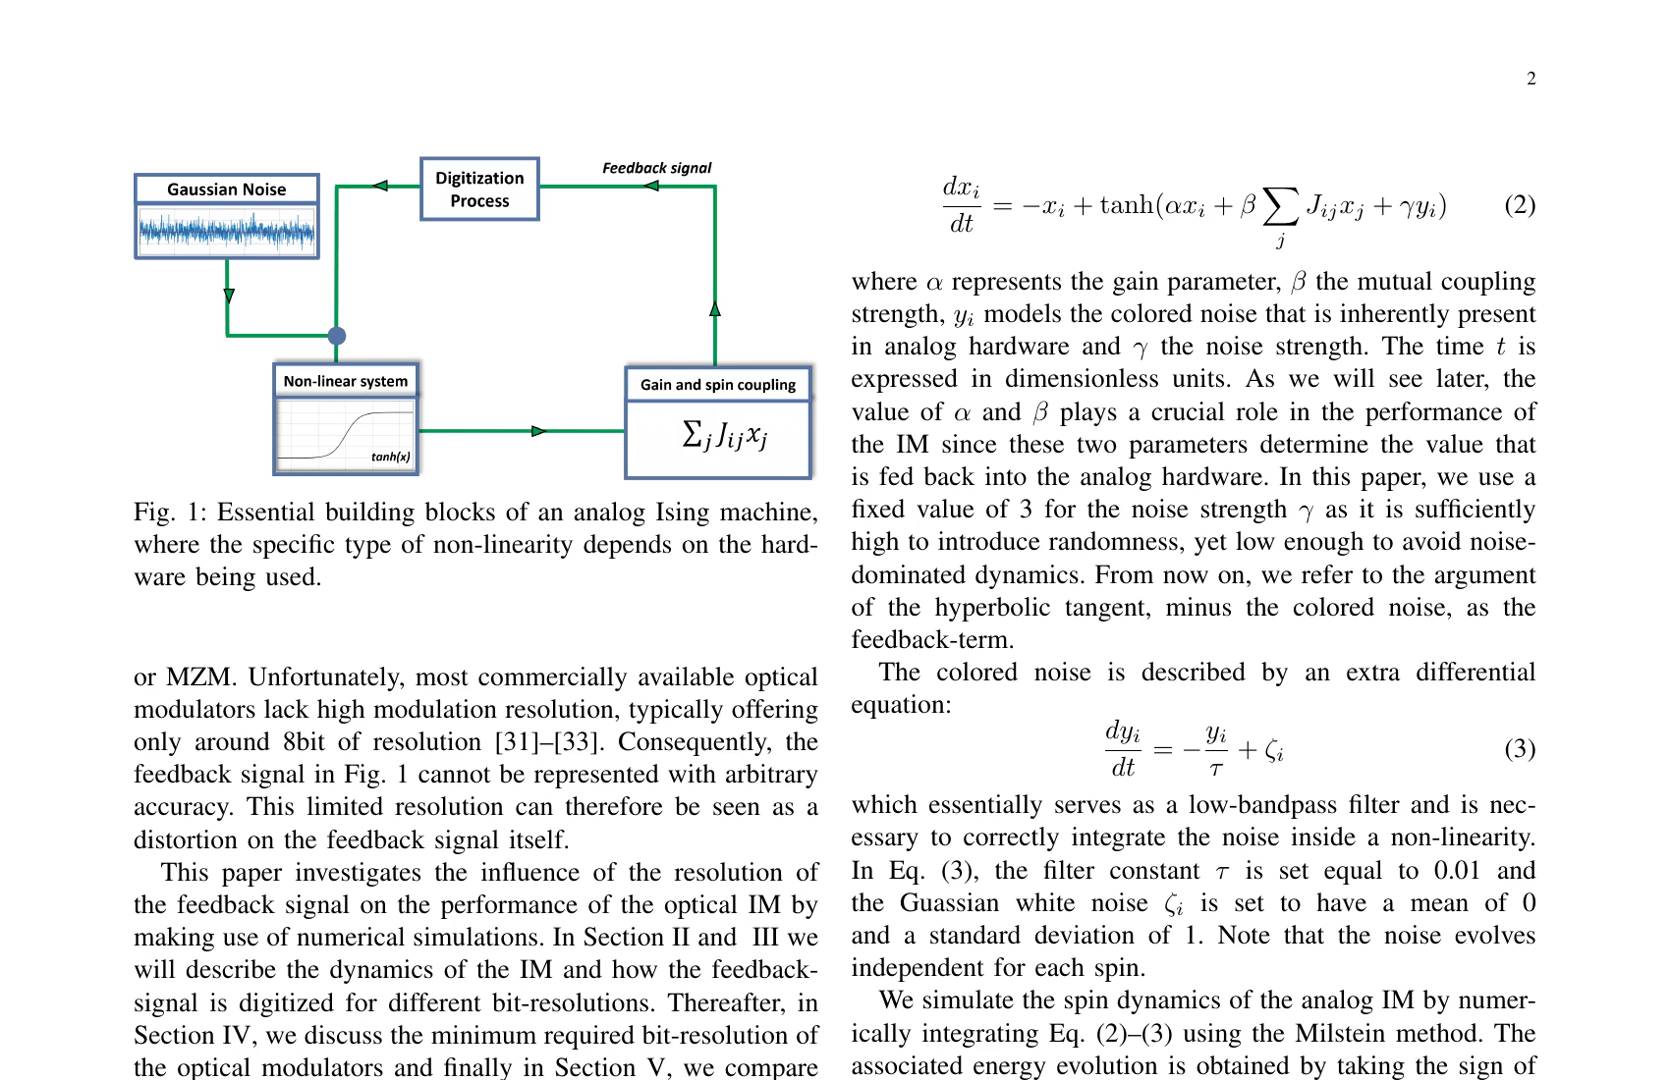 2
Gaussian Noise
Digitization
Process
Feedback signal
Non-linear system
tanh(x)
Gain and spin coupling
∑_j J_{ij}x_j
Fig. 1: Essential building blocks of an analog Ising machine,
where the specific type of non-linearity depends on the hard-
ware being used.
or MZM. Unfortunately, most commercially available optical
modulators lack high modulation resolution, typically offering
only around 8bit of resolution [31]–[33]. Consequently, the
feedback signal in Fig. 1 cannot be represented with arbitrary
accuracy. This limited resolution can therefore be seen as a
distortion on the feedback signal itself.
This paper investigates the influence of the resolution of
the feedback signal on the performance of the optical IM by
making use of numerical simulations. In Section II and III we
will describe the dynamics of the IM and how the feedback-
signal is digitized for different bit-resolutions. Thereafter, in
Section IV, we discuss the minimum required bit-resolution of
the optical modulators and finally in Section V, we compare
dx_i/dt = −x_i + tanh(αx_i + β ∑_j J_{ij}x_j + γy_i) (2)
where α represents the gain parameter, β the mutual coupling
strength, y_i models the colored noise that is inherently present
in analog hardware and γ the noise strength. The time t is
expressed in dimensionless units. As we will see later, the
value of α and β plays a crucial role in the performance of
the IM since these two parameters determine the value that
is fed back into the analog hardware. In this paper, we use a
fixed value of 3 for the noise strength γ as it is sufficiently
high to introduce randomness, yet low enough to avoid noise-
dominated dynamics. From now on, we refer to the argument
of the hyperbolic tangent, minus the colored noise, as the
feedback-term.
The colored noise is described by an extra differential
equation:
dy_i/dt = −y_i/τ + ζ_i (3)
which essentially serves as a low-bandpass filter and is nec-
essary to correctly integrate the noise inside a non-linearity.
In Eq. (3), the filter constant τ is set equal to 0.01 and
the Guassian white noise ζ_i is set to have a mean of 0
and a standard deviation of 1. Note that the noise evolves
independent for each spin.
We simulate the spin dynamics of the analog IM by numer-
ically integrating Eq. (2)–(3) using the Milstein method. The
associated energy evolution is obtained by taking the sign of